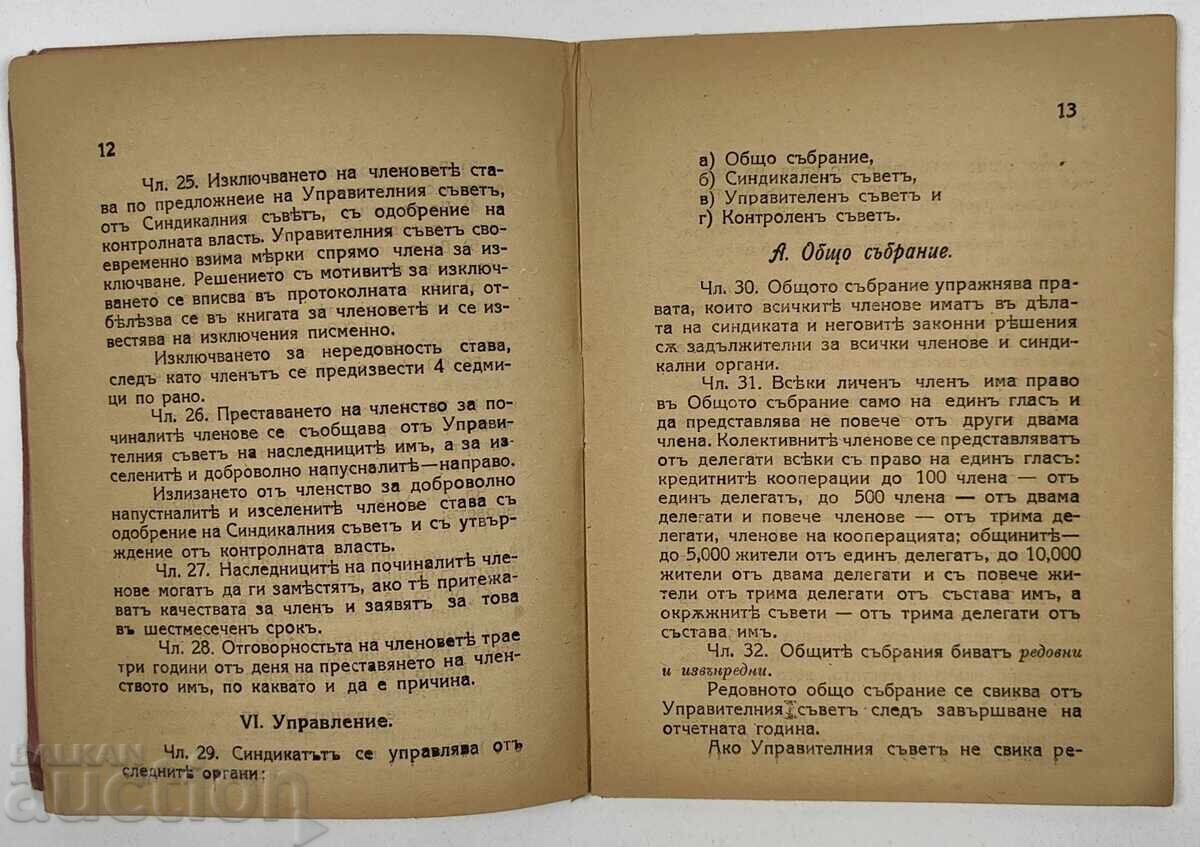 12
Чл. 25. Изключването на членоветѣ ста-
ва по предложнеие на Управителния съветъ,
отъ Синдикалния съвѣтъ, съ одобрение на
контролната власть. Управителния съветъ сво-
евременно взима мѣрки спрямо члена за из-
ключване. Решението съ мотивитѣ за изключ-
ването се вписва въ протоколната книга, от-
бѣлѣзва се въ книгата за членоветѣ и се из-
вестява на изключения писменно.
Изключването за нередовность става,
следъ като членътъ се предизвести 4 седми-
ци по рано.
Чл. 26. Преставането на членство за по-
чиналитѣ членове се съобщава отъ Управи-
телния съветъ на наследницитѣ имъ, а за из-
селените и доброволно напусналитѣ—направо.
Излизането отъ членство за доброволно
напустналитѣ и изселенитѣ членове става съ
одобрение на Синдикалния съветъ и съ утвър-
ждение отъ контролната власть.
Чл. 27. Наследницитѣ на починалитѣ чле-
нове могатъ да ги замѣстятъ, ако тѣ притежа-
ватъ качествата за членъ и заявятъ за това
въ шестмесеченъ срокъ.
Чл. 28. Отговорностьта на членоветѣ трае
три години отъ деня на преставянето на член-
ството имъ, по каквато и да е причина.
VI. Управление.
Чл. 29. Синдикатътъ се управлява отъ
следнитѣ органи:
13
а) Общо събрание,
б) Синдикаленъ съветъ,
в) Управителенъ съветъ и
г) Контроленъ съветъ.
А. Общо събрание.
Чл. 30. Общото събрание упражнява пра-
вата, които всичкитѣ членове иматъ въ дѣла-
та на синдиката и неговитѣ законни рѣшения
сѫ задължителни за всички членове и синди-
кални органи.
Чл. 31. Всѣки личенъ членъ има право
въ Общото събрание само на единъ гласъ и
да представлява не повече отъ други двама
члена. Колективнитѣ членове се представляватъ
отъ делегати всѣки съ право на единъ гласъ:
кредитнитѣ кооперации до 100 члена — отъ
единъ делегатъ, до 500 члена — отъ двама
делегати и повече членове — отъ трима де-
легати, членове на кооперацията; общинитѣ—
до 5,000 жители отъ единъ делегатъ, до 10,000
жители отъ двама делегати и съ повече жи-
тели отъ трима делегати отъ състава имъ, а
окрѫжнитѣ съвети — отъ трима делегати отъ
състава имъ.
Чл. 32. Общитѣ събрания биватъ редовни
и извънредни.
Редовното общо събрание се свиква отъ
Управителния съветъ следъ завършване на
отчетната година.
Ако Управителния съветъ не свика ре-
BALKAN
auction